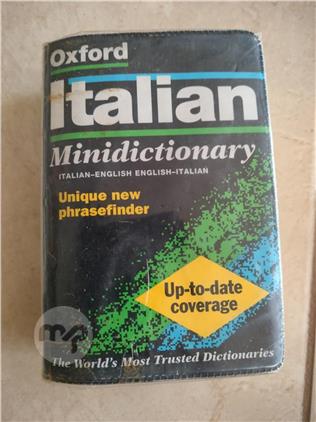 Oxford
Italian
Minidictionary
ITALIAN–ENGLISH ENGLISH–ITALIAN
Unique new
phrasefinder
Up-to-date
coverage
The World's Most Trusted Dictionaries